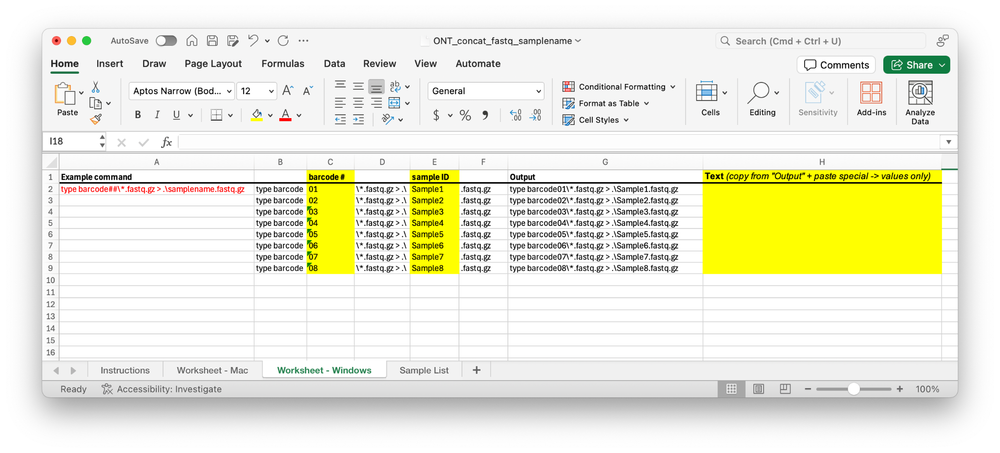 AutoSave
ONT_concat_fastq_samplename
Search (Cmd + Ctrl + U)
Home Insert Draw Page Layout Formulas Data Review View Automate
Comments Share
Paste
Aptos Narrow (Bod... 12
B I U
General
$ %
Conditional Formatting
Format as Table
Cell Styles
Cells
Editing
Sensitivity
Add-ins
Analyze
Data
I18 fx
A B C D E F G H
1 Example command barcode # sample ID Output Text (copy from "Output" + paste special -> values only)
2 type barcode##\*.fastq.gz > .\samplename.fastq.gz type barcode 01 \*.fastq.gz > .\ Sample1 .fastq.gz type barcode01\*.fastq.gz > .\Sample1.fastq.gz
3 type barcode 02 \*.fastq.gz > .\ Sample2 .fastq.gz type barcode02\*.fastq.gz > .\Sample2.fastq.gz
4 type barcode 03 \*.fastq.gz > .\ Sample3 .fastq.gz type barcode03\*.fastq.gz > .\Sample3.fastq.gz
5 type barcode 04 \*.fastq.gz > .\ Sample4 .fastq.gz type barcode04\*.fastq.gz > .\Sample4.fastq.gz
6 type barcode 05 \*.fastq.gz > .\ Sample5 .fastq.gz type barcode05\*.fastq.gz > .\Sample5.fastq.gz
7 type barcode 06 \*.fastq.gz > .\ Sample6 .fastq.gz type barcode06\*.fastq.gz > .\Sample6.fastq.gz
8 type barcode 07 \*.fastq.gz > .\ Sample7 .fastq.gz type barcode07\*.fastq.gz > .\Sample7.fastq.gz
9 type barcode 08 \*.fastq.gz > .\ Sample8 .fastq.gz type barcode08\*.fastq.gz > .\Sample8.fastq.gz
10
11
12
13
14
15
16
Instructions Worksheet - Mac Worksheet - Windows Sample List +
Ready Accessibility: Investigate 100%